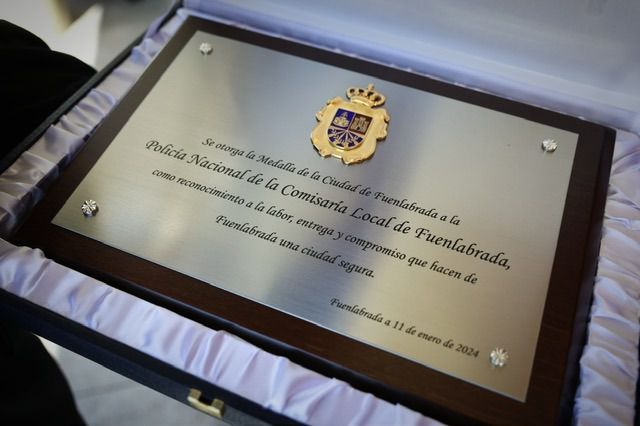 Se otorga la Medalla de la Ciudad de Fuenlabrada a la
Policía Nacional de la Comisaría Local de Fuenlabrada,
como reconocimiento a la labor, entrega y compromiso que hacen de
Fuenlabrada una ciudad segura.
Fuenlabrada a 11 de enero de 2024